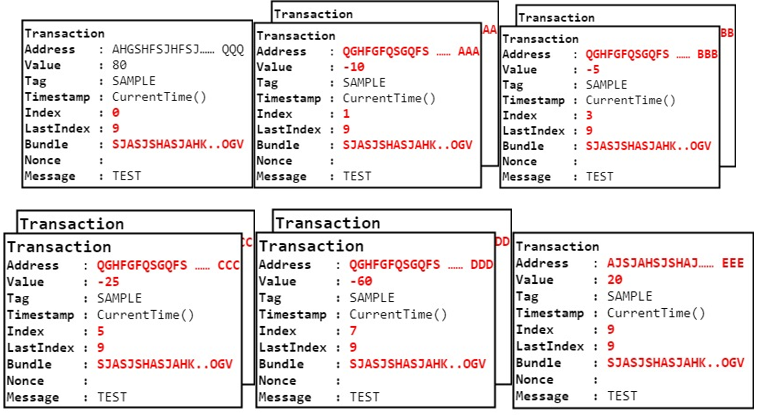 Transaction
Address : AHGSHFSJHFSJ…… QQQ
Value : 80
Tag : SAMPLE
Timestamp : CurrentTime()
Index : 0
LastIndex : 9
Bundle : SJASJSHASJAHK..OGV
Nonce :
Message : TEST
Transaction
AA
Transaction
Address : QGHFGFQSGQFS …… AAA
Value : -10
Tag : SAMPLE
Timestamp : CurrentTime()
Index : 1
LastIndex : 9
Bundle : SJASJSHASJAHK..OGV
Nonce :
Message : TEST
Transaction
BB
Transaction
Address : QGHFGFQSGQFS …… BBB
Value : -5
Tag : SAMPLE
Timestamp : CurrentTime()
Index : 3
LastIndex : 9
Bundle : SJASJSHASJAHK..OGV
Nonce :
Message : TEST
Transaction
CC
Transaction
Address : QGHFGFQSGQFS …… CCC
Value : -25
Tag : SAMPLE
Timestamp : CurrentTime()
Index : 5
LastIndex : 9
Bundle : SJASJSHASJAHK..OGV
Nonce :
Message : TEST
Transaction
DD
Transaction
Address : QGHFGFQSGQFS …… DDD
Value : -60
Tag : SAMPLE
Timestamp : CurrentTime()
Index : 7
LastIndex : 9
Bundle : SJASJSHASJAHK..OGV
Nonce :
Message : TEST
Transaction
Address : AJSJAHSJSHAJ…… EEE
Value : 20
Tag : SAMPLE
Timestamp : CurrentTime()
Index : 9
LastIndex : 9
Bundle : SJASJSHASJAHK..OGV
Nonce :
Message : TEST